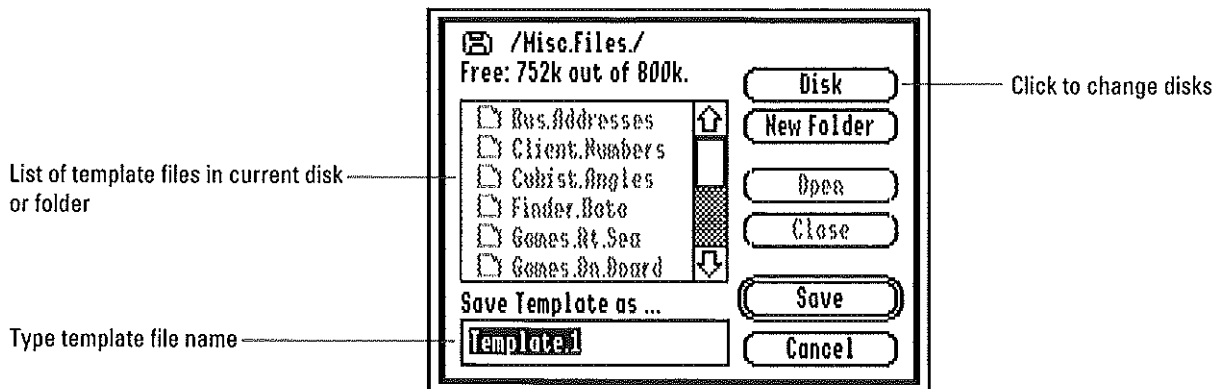 /Misc.Files./
Free: 752k out of 800k.
Disk
Click to change disks
New Folder
Bus.Addresses
Client.Numbers
Cubist.Angles
Finder.Data
Games.At.Sea
Games.On.Board
Open
Close
List of template files in current disk
or folder
Save Template as ...
Save
Type template file name
Template.1
Cancel